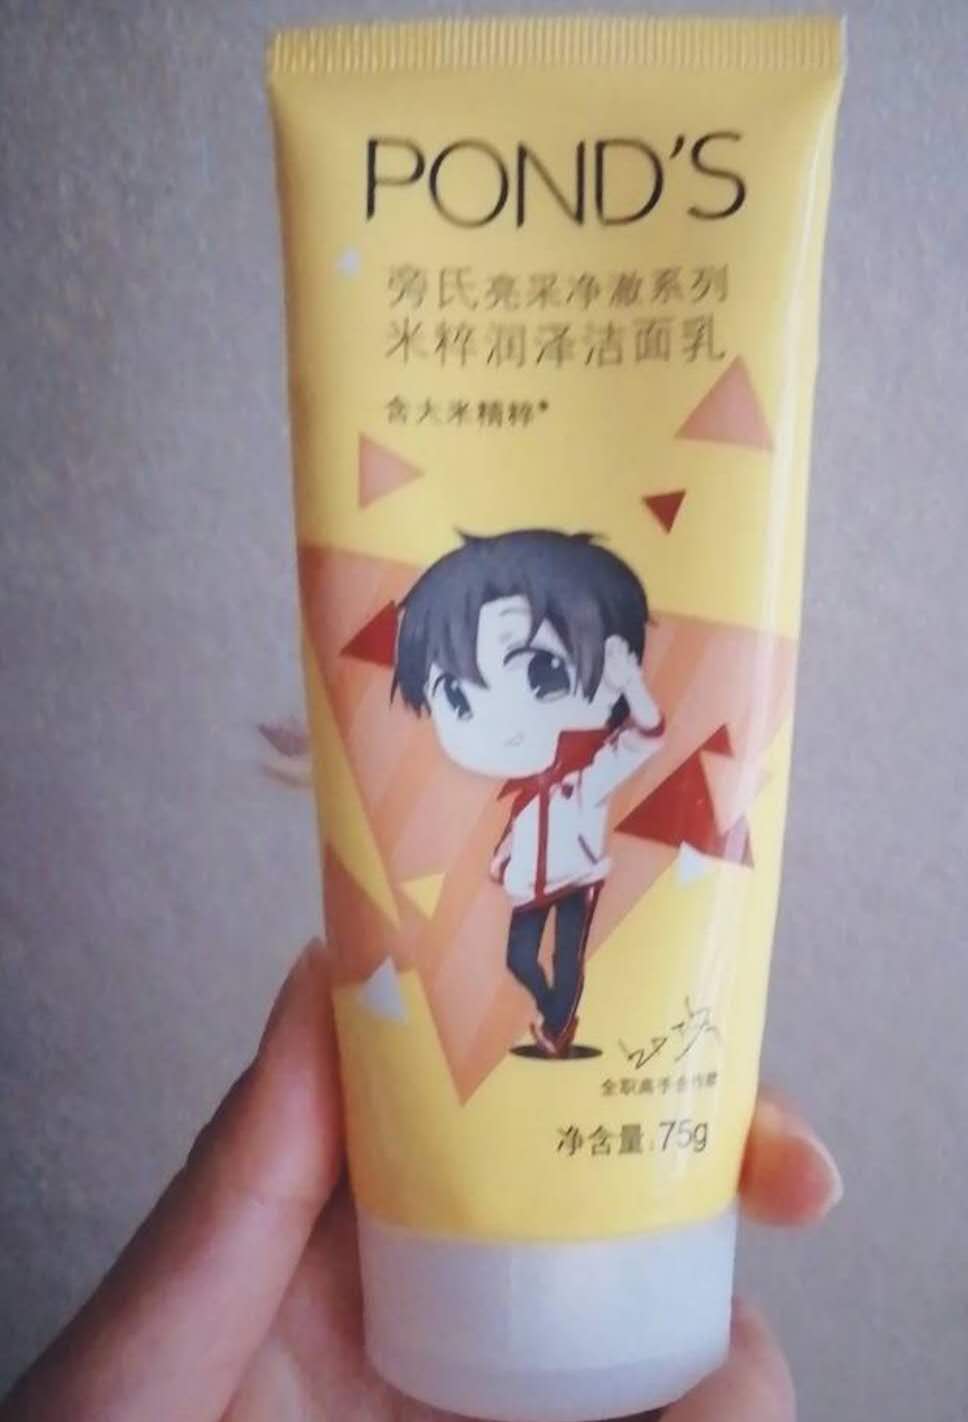 POND'S
旁氏亮采净澈系列
米粹润泽洁面乳
含大米精粹*
全职高手合作款
净含量:75g